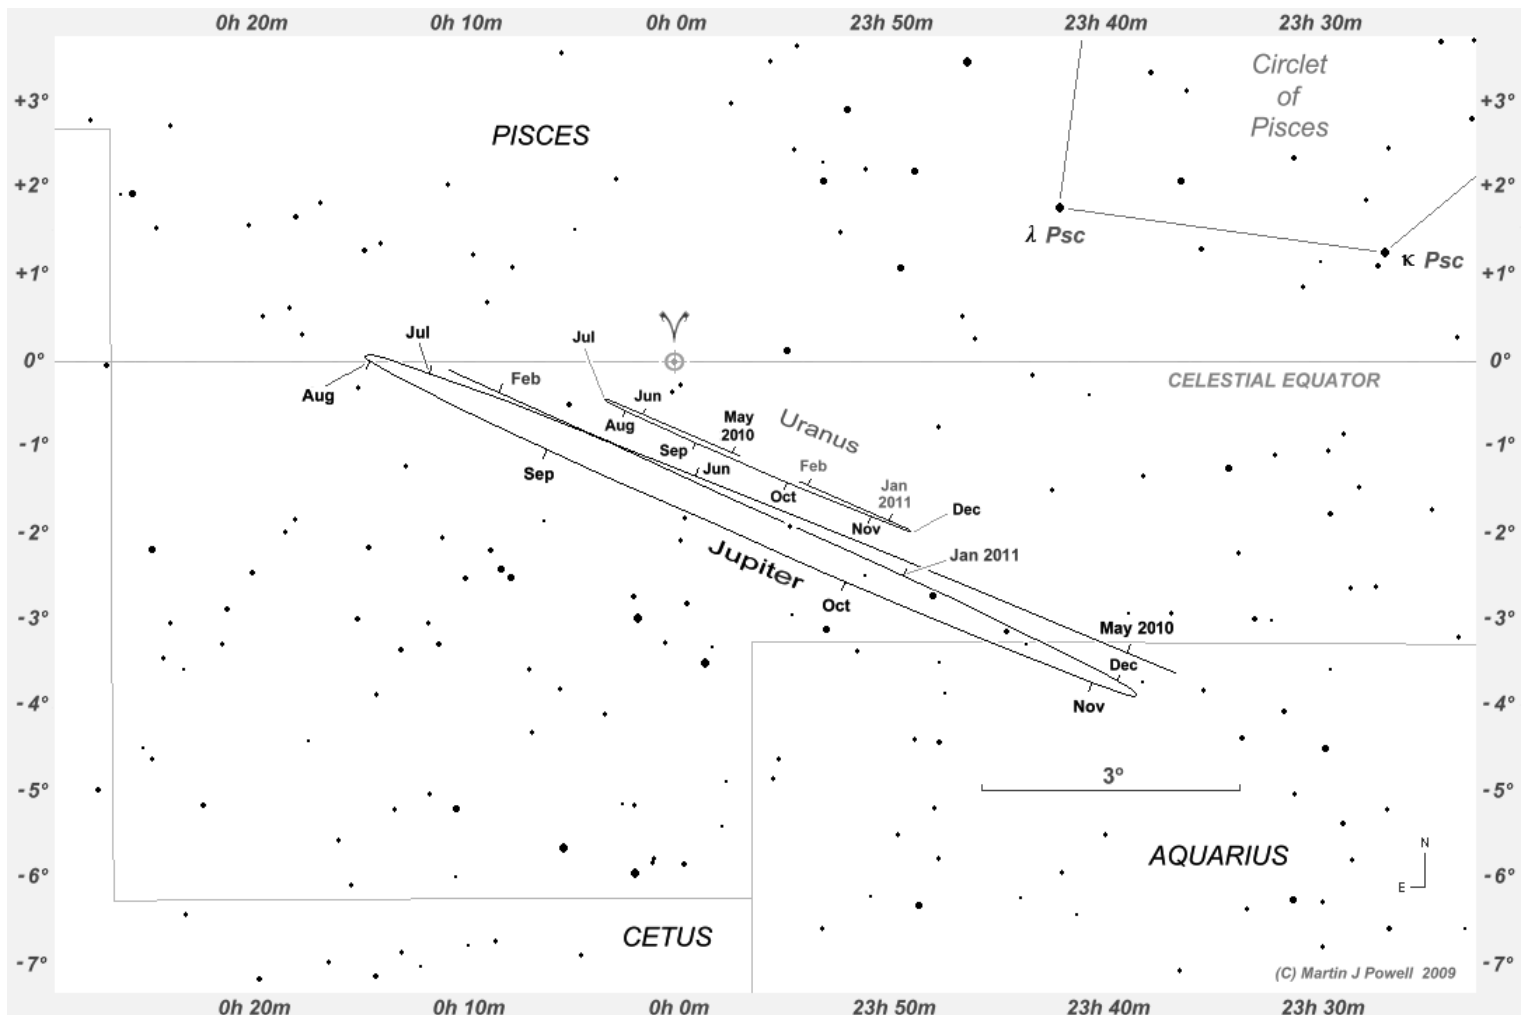 0h 20m 0h 10m 0h 0m 23h 50m 23h 40m 23h 30m
Circlet
of
Pisces
+3° +3°
PISCES
+2° +2°
λ Psc
κ Psc
+1° +1°
Jul
Jul
0° 0°
Feb
CELESTIAL EQUATOR
Aug
Jun
May
2010
Uranus
Aug
-1° -1°
Sep
Jun
Feb
Sep
Oct
Jan
2011
Dec
Nov
-2° -2°
Jupiter
Jan 2011
Oct
-3° -3°
May 2010
Dec
Nov
-4° -4°
3°
-5° -5°
N
AQUARIUS
E
-6° -6°
CETUS
-7° -7°
(C) Martin J Powell 2009
0h 20m 0h 10m 0h 0m 23h 50m 23h 40m 23h 30m